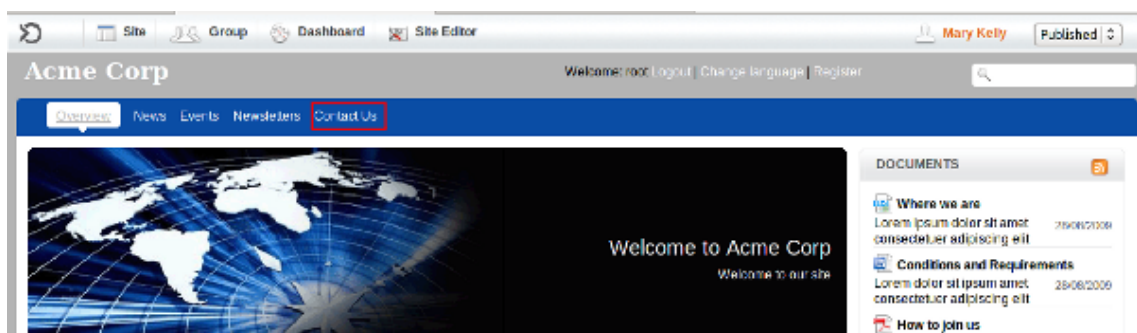 Site Group Dashboard Site Editor Mary Kelly Published
Acme Corp Welcome: root Logout | Change language | Register
Overview News Events Newsletters Contact Us
Welcome to Acme Corp
Welcome to our site
DOCUMENTS
Where we are
Lorem ipsum dolor sit amet 28/08/2009
consectetuer adipiscing elit
Conditions and Requirements
Lorem dolor sit ipsum amet 28/08/2009
consectetuer adipiscing elit
How to join us